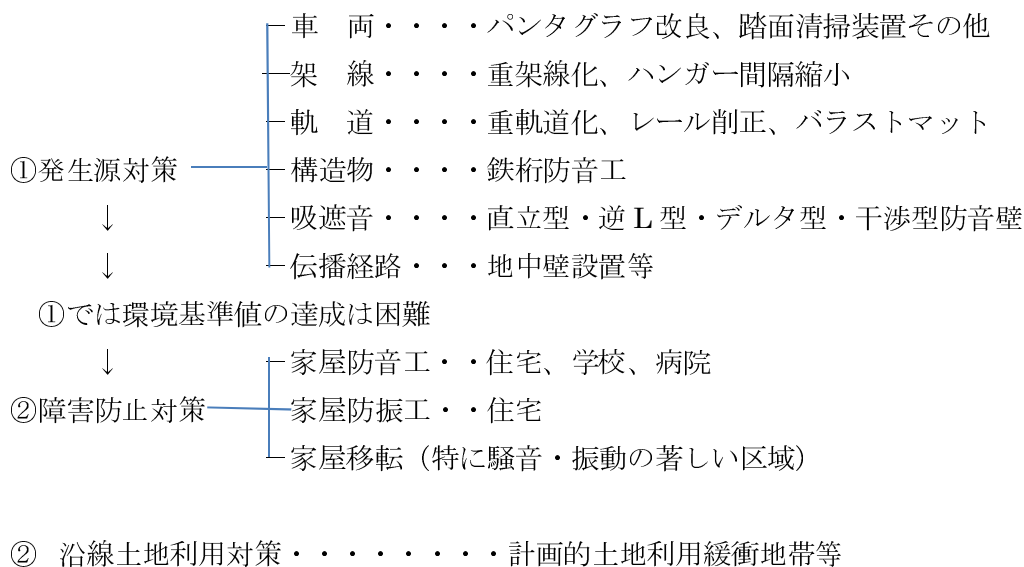 車　両・・・・パンタグラフ改良、踏面清掃装置その他
架　線・・・・重架線化、ハンガー間隔縮小
軌　道・・・・重軌道化、レール削正、バラストマット
①発生源対策 構造物・・・・鉄桁防音工
↓ 吸遮音・・・・直立型・逆L型・デルタ型・干渉型防音壁
↓ 伝播経路・・・地中壁設置等
①では環境基準値の達成は困難
↓ 家屋防音工・・住宅、学校、病院
②障害防止対策 家屋防振工・・住宅
家屋移転（特に騒音・振動の著しい区域）
②　沿線土地利用対策・・・・・・・・計画的土地利用緩衝地帯等